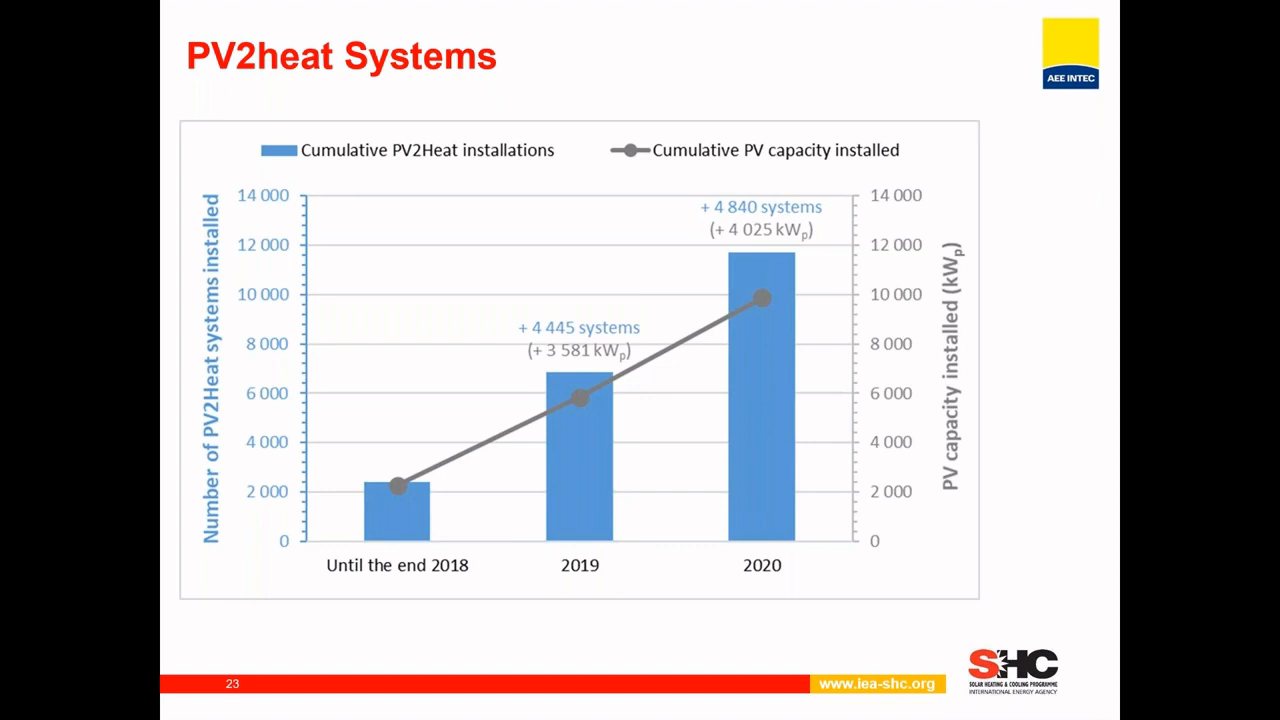 PV2heat Systems
AEE INTEC
Cumulative PV2Heat installations
Cumulative PV capacity installed
Number of PV2Heat systems installed
14 000
12 000
10 000
8 000
6 000
4 000
2 000
0
+ 4 445 systems
(+ 3 581 kWp)
+ 4 840 systems
(+ 4 025 kWp)
14 000
12 000
10 000
8 000
6 000
4 000
2 000
0
PV capacity installed (kWp)
Until the end 2018
2019
2020
23
www.iea-shc.org
SHC
SOLAR HEATING & COOLING PROGRAMME
INTERNATIONAL ENERGY AGENCY